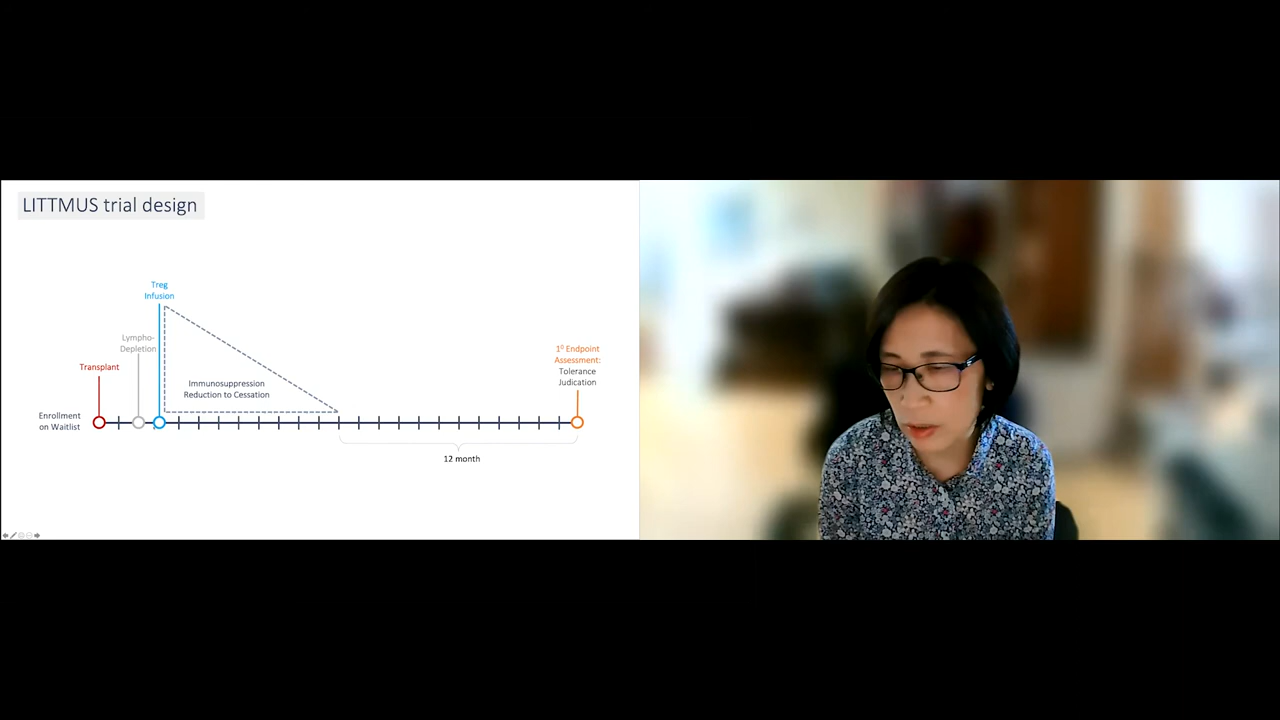 LITTMUS trial design
Treg
Infusion
Lympho-
Depletion
Transplant
Immunosuppression
Reduction to Cessation
1⁰ Endpoint
Assessment:
Tolerance
Judication
Enrollment
on Waitlist
12 month